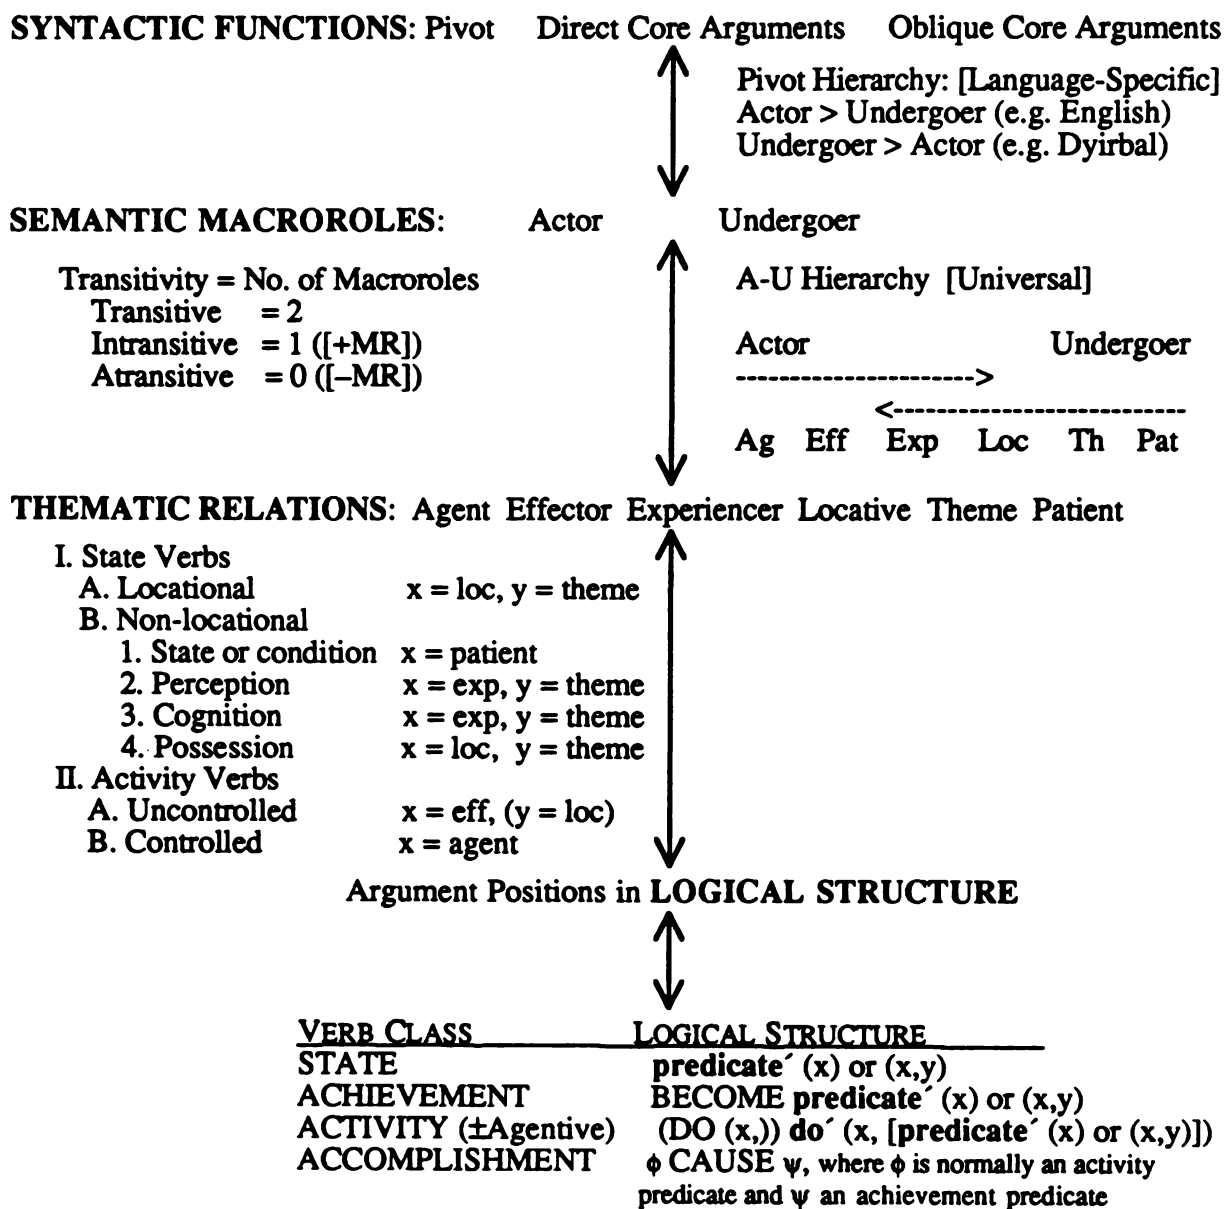 SYNTACTIC FUNCTIONS: Pivot Direct Core Arguments Oblique Core Arguments
Pivot Hierarchy: [Language-Specific]
Actor > Undergoer (e.g. English)
Undergoer > Actor (e.g. Dyirbal)
SEMANTIC MACROROLES: Actor Undergoer
Transitivity = No. of Macroroles
Transitive = 2
Intransitive = 1 ([+MR])
Atransitive = 0 ([–MR])
A-U Hierarchy [Universal]
Actor Undergoer
---------------------->
<----------------------------
Ag Eff Exp Loc Th Pat
THEMATIC RELATIONS: Agent Effector Experiencer Locative Theme Patient
I. State Verbs
A. Locational x = loc, y = theme
B. Non-locational
1. State or condition x = patient
2. Perception x = exp, y = theme
3. Cognition x = exp, y = theme
4. Possession x = loc, y = theme
II. Activity Verbs
A. Uncontrolled x = eff, (y = loc)
B. Controlled x = agent
Argument Positions in LOGICAL STRUCTURE
VERB CLASS LOGICAL STRUCTURE
STATE predicate´ (x) or (x,y)
ACHIEVEMENT BECOME predicate´ (x) or (x,y)
ACTIVITY (±Agentive) (DO (x,)) do´ (x, [predicate´ (x) or (x,y)])
ACCOMPLISHMENT ϕ CAUSE ψ, where ϕ is normally an activity
predicate and ψ an achievement predicate